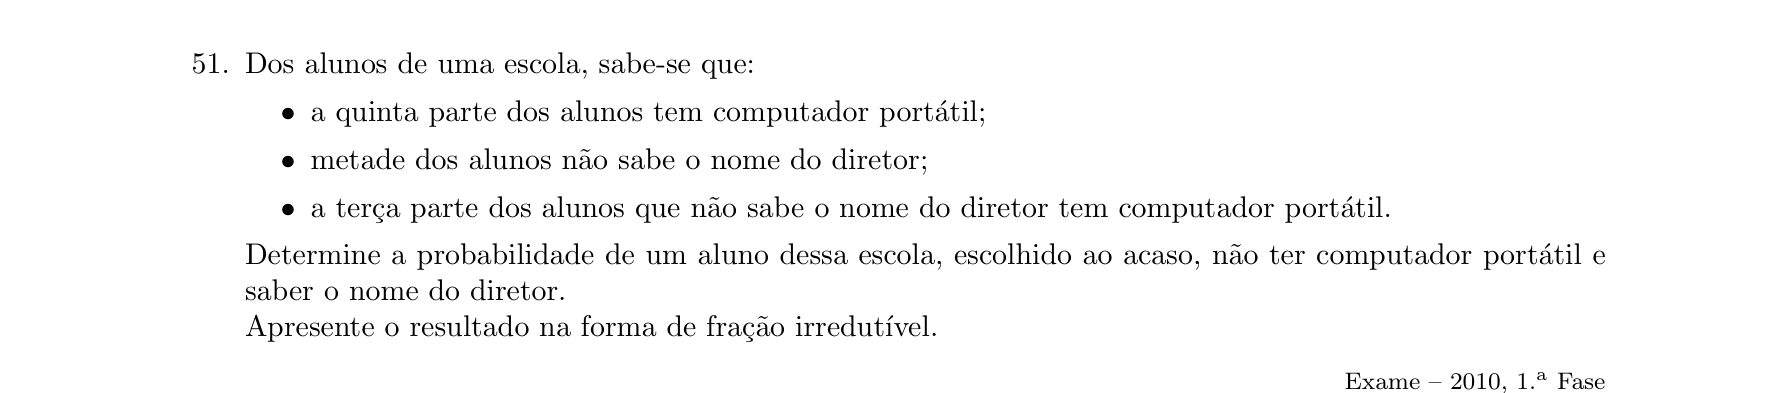 51. Dos alunos de uma escola, sabe-se que:
• a quinta parte dos alunos tem computador portátil;
• metade dos alunos não sabe o nome do diretor;
• a terça parte dos alunos que não sabe o nome do diretor tem computador portátil.
Determine a probabilidade de um aluno dessa escola, escolhido ao acaso, não ter computador portátil e
saber o nome do diretor.
Apresente o resultado na forma de fração irredutível.
Exame – 2010, 1.ª Fase